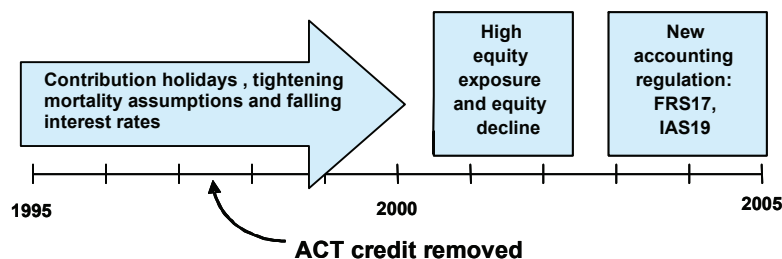 Contribution holidays , tightening
mortality assumptions and falling
interest rates
High
equity
exposure
and equity
decline
New
accounting
regulation:
FRS17,
IAS19
1995
2000
2005
ACT credit removed